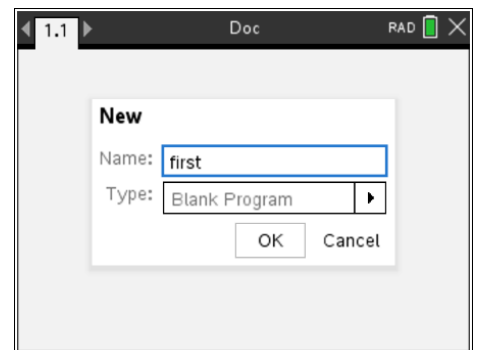 1.1 Doc RAD
New
Name: first
Type: Blank Program
OK Cancel